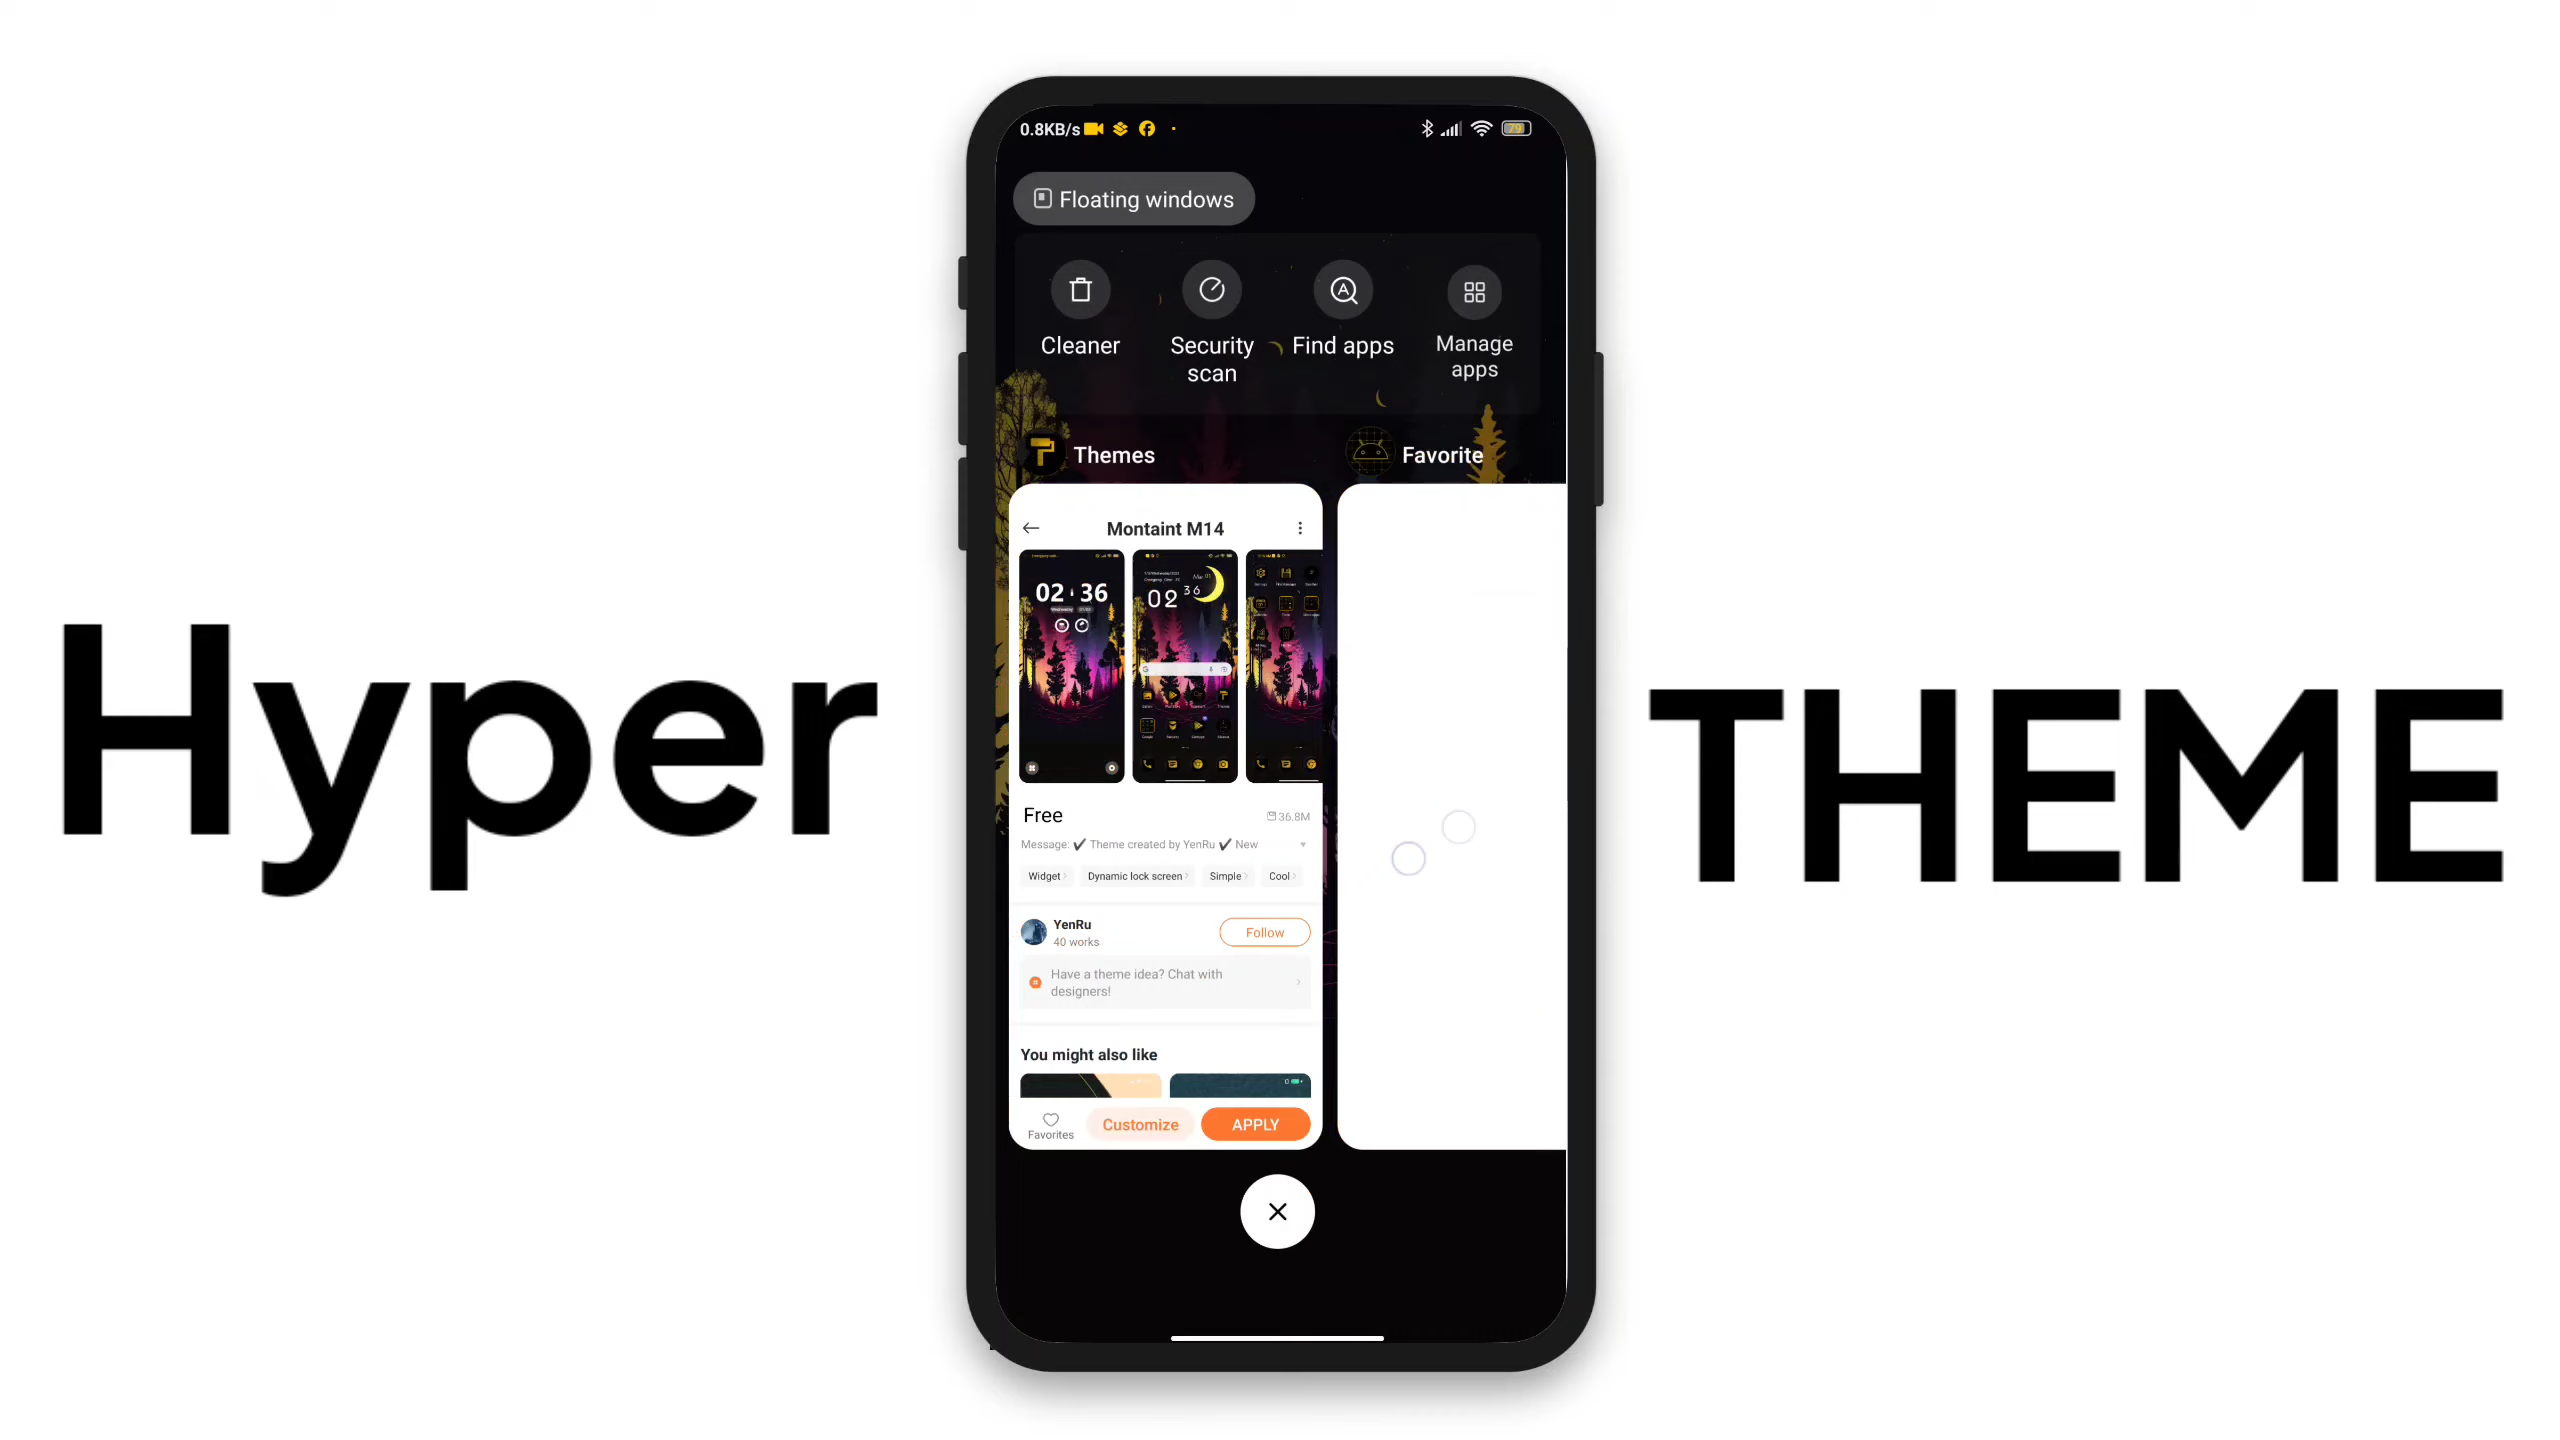 0.8KB/s
79
Floating windows
Cleaner
Security scan
Find apps
Manage apps
Themes
Favorite
Montaint M14
02 36
02 36
Free
36.8M
Message: ✔ Theme created by YenRu ✔ New
Widget
Dynamic lock screen
Simple
Cool
YenRu
40 works
Follow
Have a theme idea? Chat with
designers!
You might also like
Favorites
Customize
APPLY
Hyper
THEME